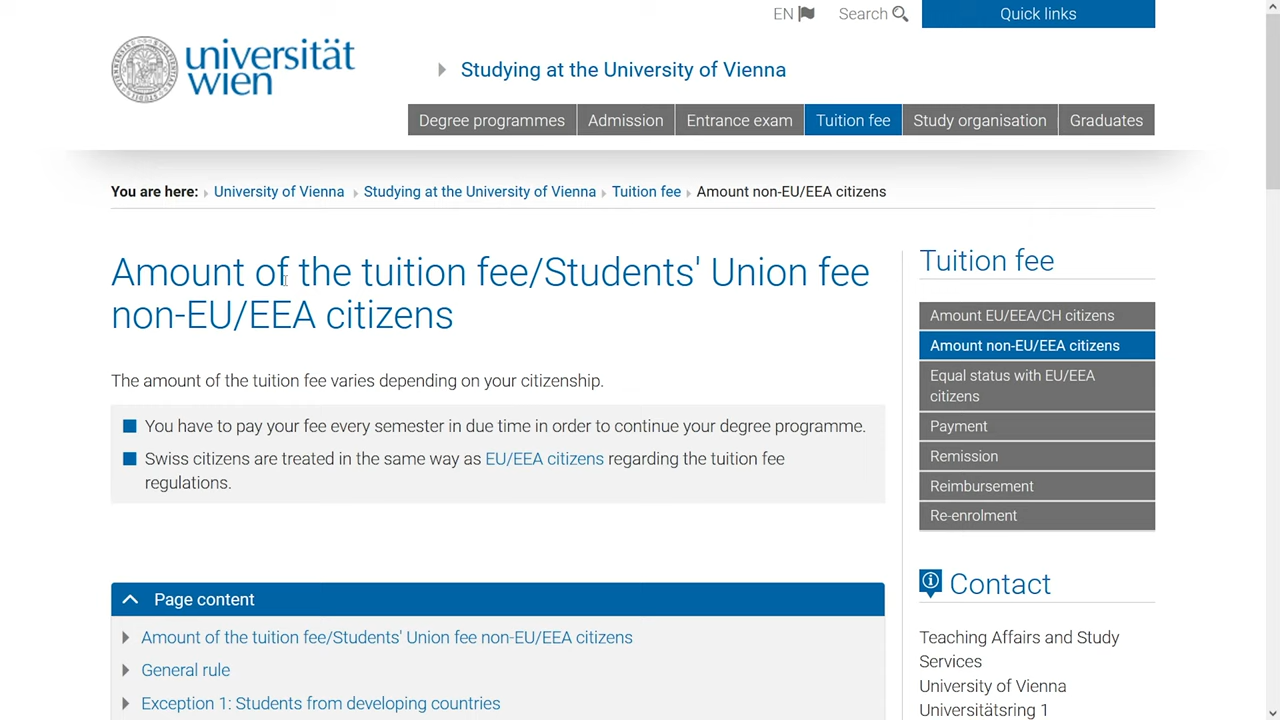 EN
Search
Quick links
universität
wien
Studying at the University of Vienna
Degree programmes
Admission
Entrance exam
Tuition fee
Study organisation
Graduates
You are here: University of Vienna Studying at the University of Vienna Tuition fee Amount non-EU/EEA citizens
Amount of the tuition fee/Students' Union fee
non-EU/EEA citizens
The amount of the tuition fee varies depending on your citizenship.
You have to pay your fee every semester in due time in order to continue your degree programme.
Swiss citizens are treated in the same way as EU/EEA citizens regarding the tuition fee
regulations.
Page content
Amount of the tuition fee/Students' Union fee non-EU/EEA citizens
General rule
Exception 1: Students from developing countries
Tuition fee
Amount EU/EEA/CH citizens
Amount non-EU/EEA citizens
Equal status with EU/EEA
citizens
Payment
Remission
Reimbursement
Re-enrolment
Contact
Teaching Affairs and Study
Services
University of Vienna
Universitätsring 1